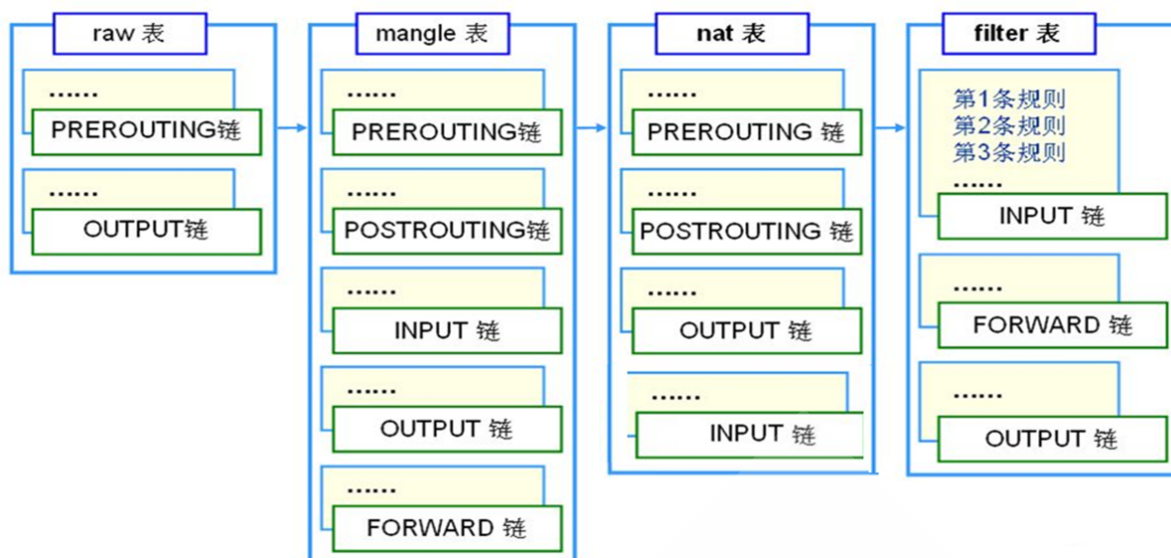 raw 表
……
PREROUTING链
……
OUTPUT链
mangle 表
……
PREROUTING链
……
POSTROUTING链
……
INPUT 链
……
OUTPUT 链
……
FORWARD 链
nat 表
……
PREROUTING 链
……
POSTROUTING 链
……
OUTPUT 链
……
INPUT 链
filter 表
第1条规则
第2条规则
第3条规则
……
INPUT 链
……
FORWARD 链
……
OUTPUT 链